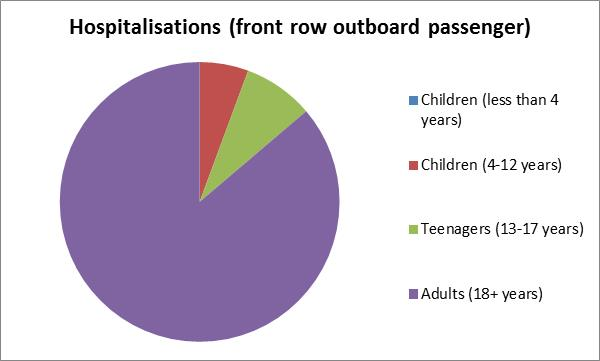 Hospitalisations (front row outboard passenger)
Children (less than 4
years)
Children (4-12 years)
Teenagers (13-17 years)
Adults (18+ years)